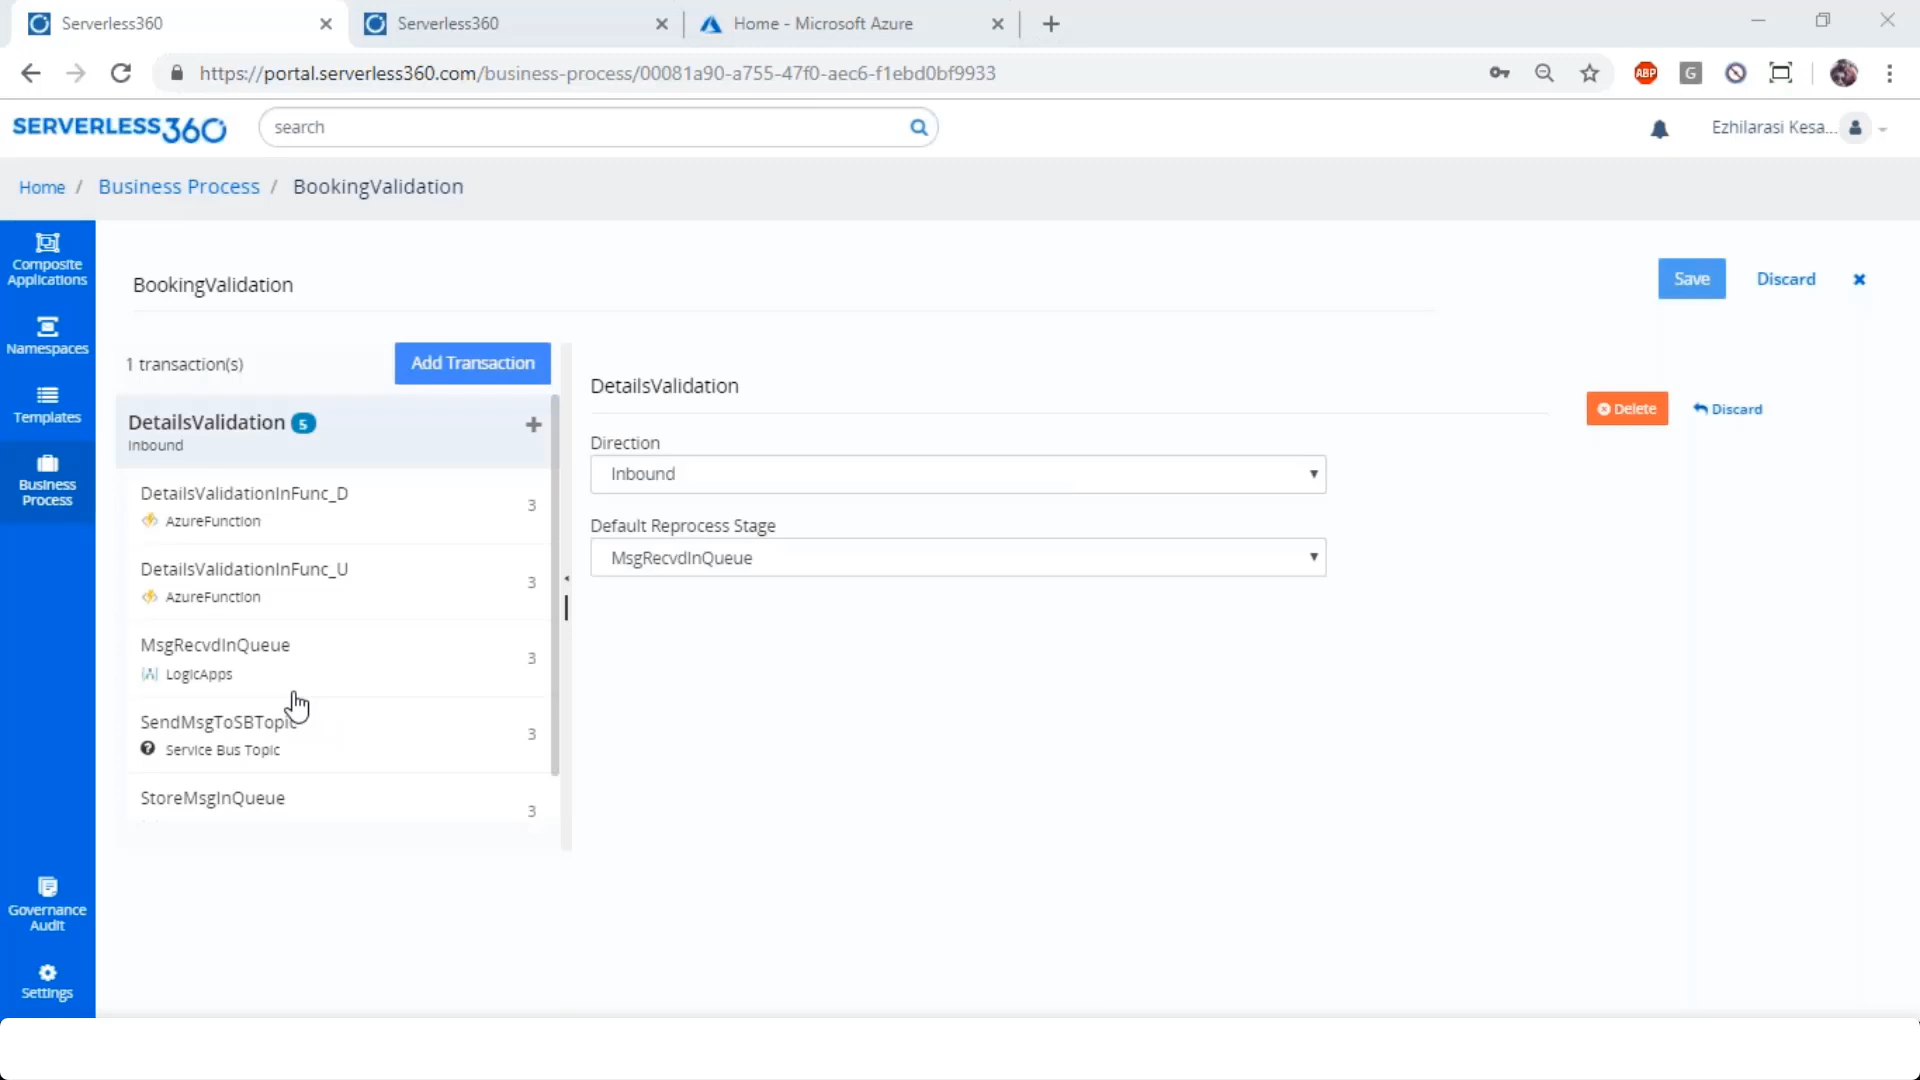 Serverless360
Serverless360
Home - Microsoft Azure
https://portal.serverless360.com/business-process/00081a90-a755-47f0-aec6-f1ebd0bf9933
ABP
G
SERVERLESS360
search
Ezhilarasi Kesa...
Home / Business Process / BookingValidation
Composite
Applications
Namespaces
Templates
Business
Process
Governance
Audit
Settings
BookingValidation
Save
Discard
1 transaction(s)
Add Transaction
DetailsValidation 5
Inbound
DetailsValidationInFunc_D
AzureFunction
3
DetailsValidationInFunc_U
AzureFunction
3
MsgRecvdInQueue
LogicApps
3
SendMsgToSBTopic
Service Bus Topic
3
StoreMsgInQueue
3
DetailsValidation
Delete
Discard
Direction
Inbound
Default Reprocess Stage
MsgRecvdInQueue